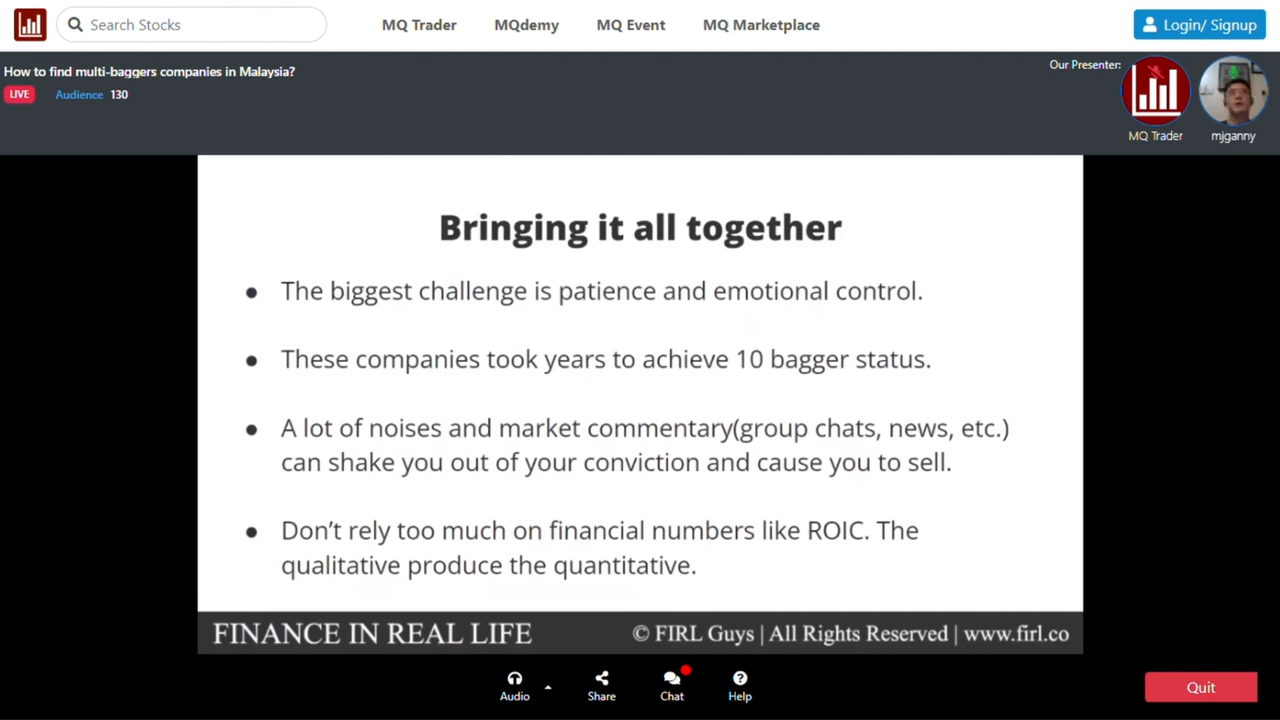 Search Stocks
MQ Trader
MQdemy
MQ Event
MQ Marketplace
Login/ Signup
How to find multi-baggers companies in Malaysia?
LIVE
Audience 130
Our Presenter:
MQ Trader
mjganny
Bringing it all together
● The biggest challenge is patience and emotional control.
● These companies took years to achieve 10 bagger status.
● A lot of noises and market commentary(group chats, news, etc.)
can shake you out of your conviction and cause you to sell.
● Don’t rely too much on financial numbers like ROIC. The
qualitative produce the quantitative.
FINANCE IN REAL LIFE
© FIRL Guys | All Rights Reserved | www.firl.co
Audio
Share
Chat
Help
Quit